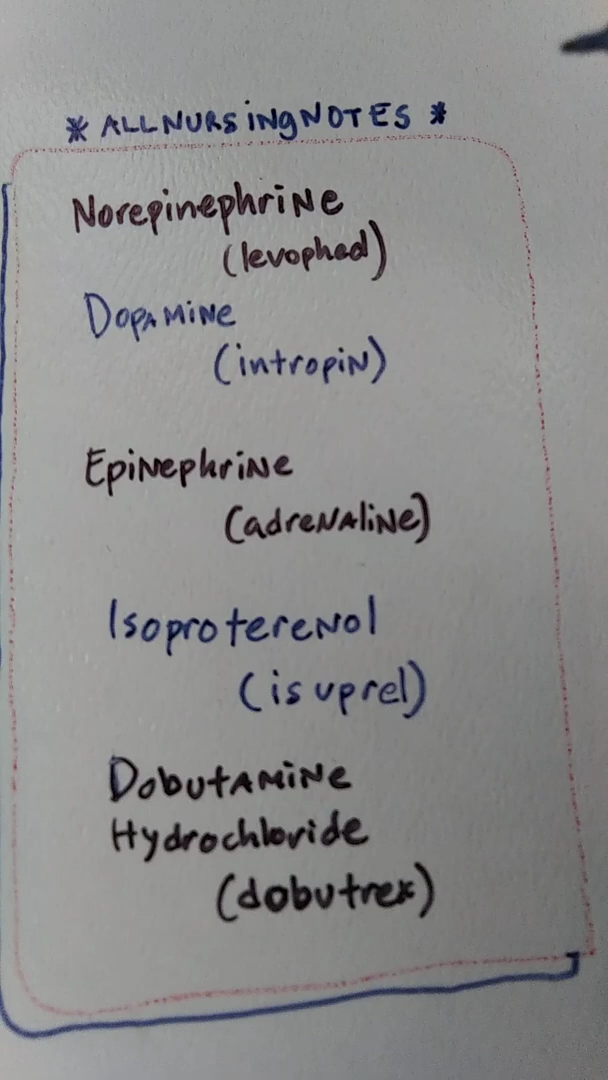 * ALLNURSiNgNOTES *
NorepinephriNe
(levophed)
DopAMiNe
(intropiN)
EpiNephriNe
(adreNAliNe)
IsoprotereNol
(isuprel)
DobutAMiNe
Hydrochloride
(dobutrex)